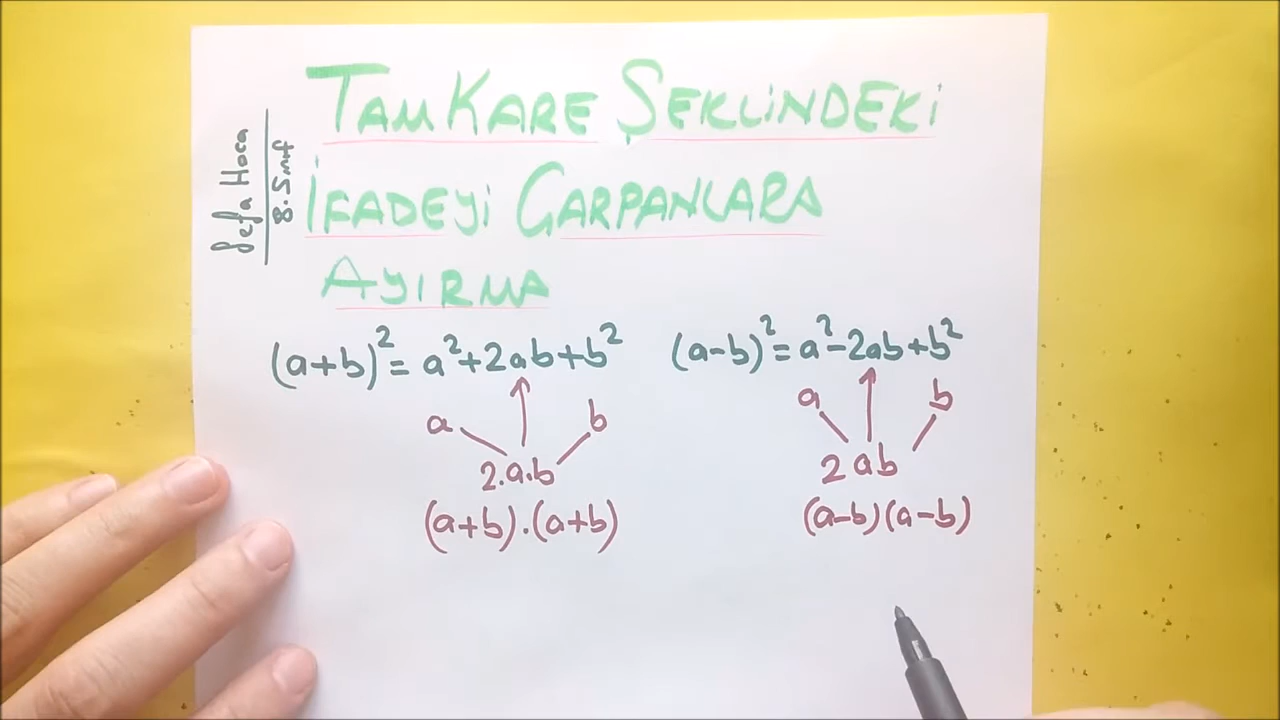 TAM KARE ŞEKLİNDEKİ
İFADEYİ ÇARPANLARA
AYIRMA
Sefa Hoca
8. Sınıf
(a+b)² = a²+2ab+b²
a b
2.a.b
(a+b).(a+b)
(a-b)² = a²-2ab+b²
a b
2ab
(a-b)(a-b)